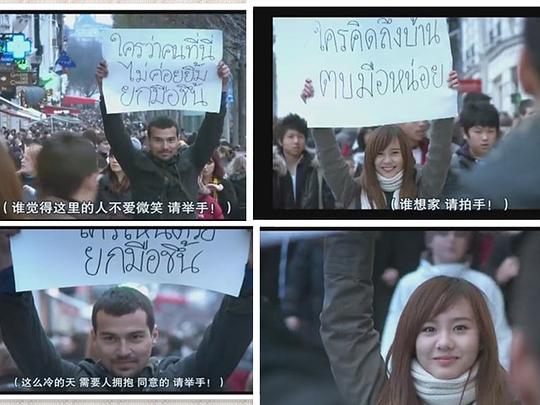 ใครว่าคนที่นี่
ไม่ค่อยยิ้ม
ยกมือขึ้น
（谁觉得这里的人不爱微笑 请举手！）
ใครคิดถึงบ้าน
ตบมือหน่อย
（谁想家 请拍手！）
ยกมือขึ้น
（这么冷的天 需要人拥抱 同意的 请举手！）